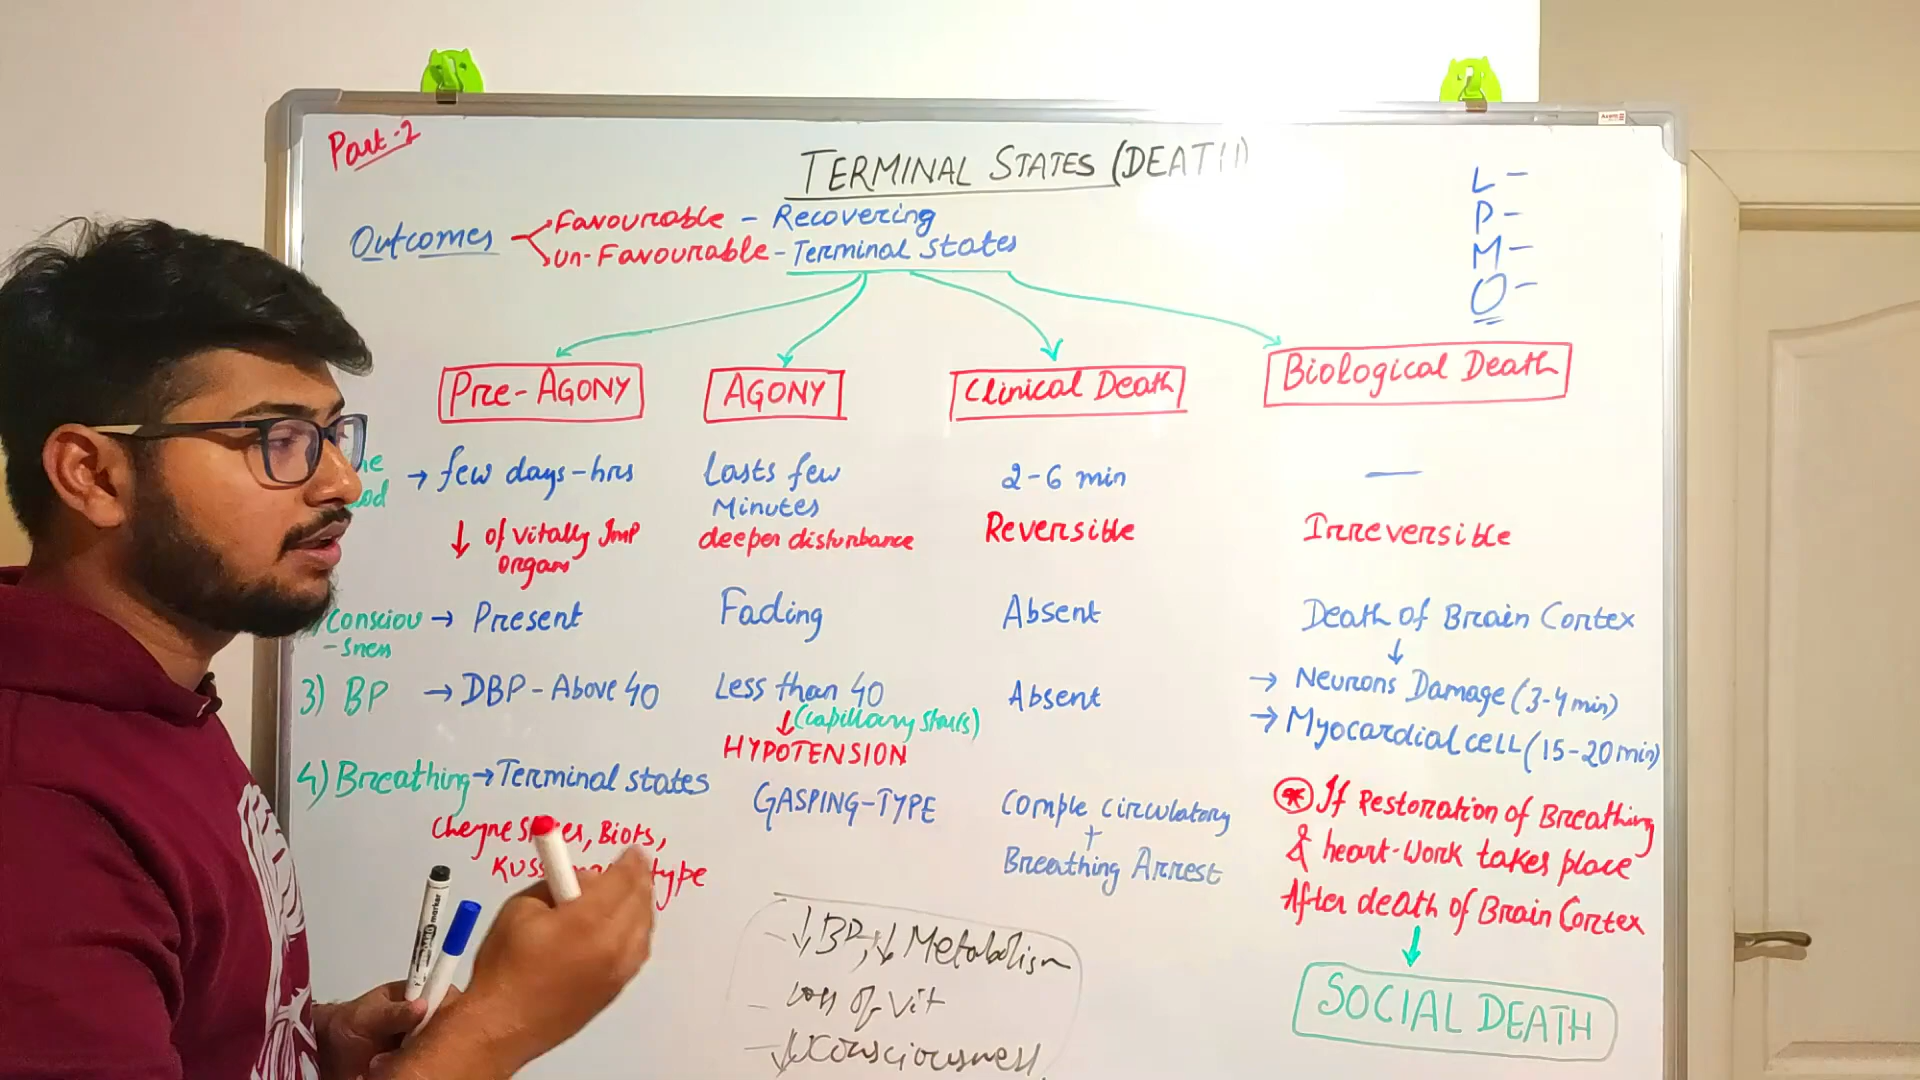 Part-2
TERMINAL STATES (DEATH)
L -
P -
M -
O -
Outcomes
Favourable - Recovering
Un-Favourable - Terminal states
Pre-AGONY
AGONY
Clinical Death
Biological Death
→ few days-hrs
Lasts few
Minutes
2-6 min
—
↓ of vitally Imp
organs
deeper disturbance
Reversible
Irreversible
Consciou
-sness
→ Present
Fading
Absent
Death of Brain Cortex
↓
→ Neurons Damage (3-4 min)
→ Myocardial cell (15-20 min)
3) BP → DBP - Above 40
Less than 40
↓ (capillary stasis)
HYPOTENSION
Absent
4) Breathing → Terminal states
Cheyne Biots,
type
GASPING-TYPE
Comple circulatory
+
Breathing Arrest
* If Restoration of Breathing
& heart-work takes place
After death of Brain Cortex
↓
SOCIAL DEATH
- ↓BP, ↓ Metabolism
- Loss of Vit
- ↓Consciousness
marker